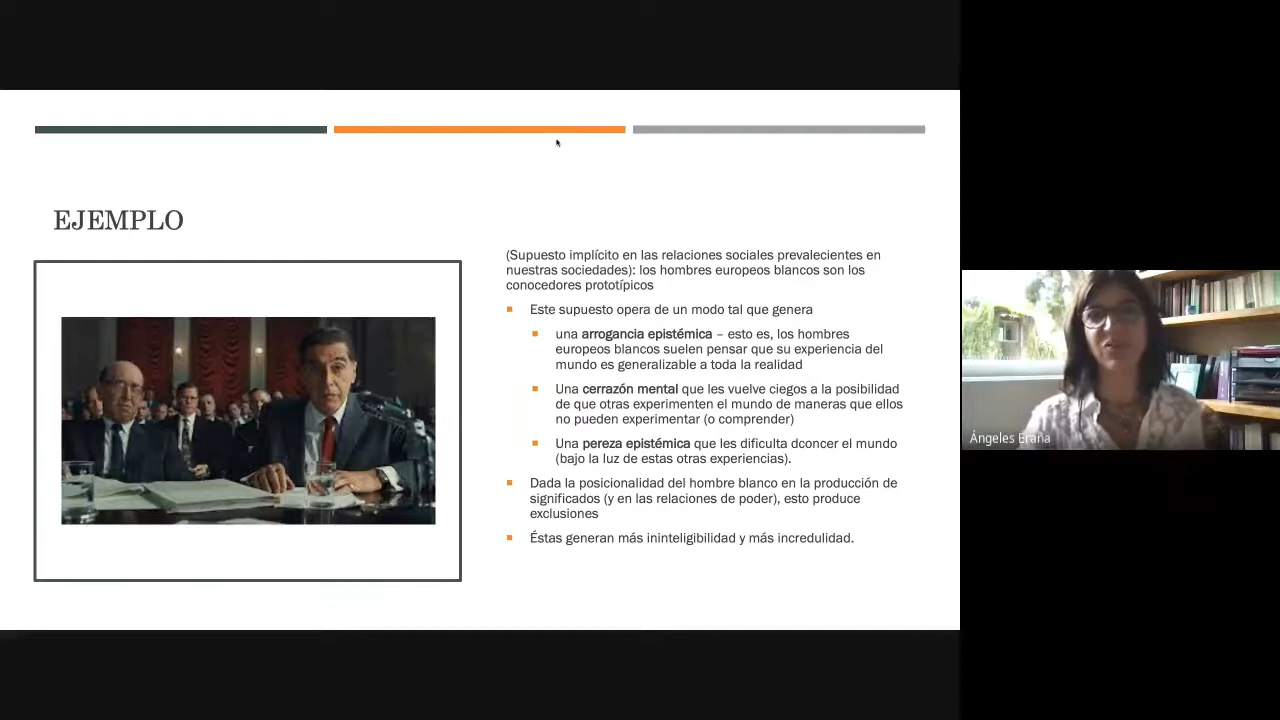 EJEMPLO
(Supuesto implícito en las relaciones sociales prevalecientes en
nuestras sociedades): los hombres europeos blancos son los
conocedores prototípicos
Este supuesto opera de un modo tal que genera
una arrogancia epistémica – esto es, los hombres
europeos blancos suelen pensar que su experiencia del
mundo es generalizable a toda la realidad
Una cerrazón mental que les vuelve ciegos a la posibilidad
de que otras experimenten el mundo de maneras que ellos
no pueden experimentar (o comprender)
Una pereza epistémica que les dificulta dconcer el mundo
(bajo la luz de estas otras experiencias).
Dada la posicionalidad del hombre blanco en la producción de
significados (y en las relaciones de poder), esto produce
exclusiones
Éstas generan más ininteligibilidad y más incredulidad.
Ángeles Eraña